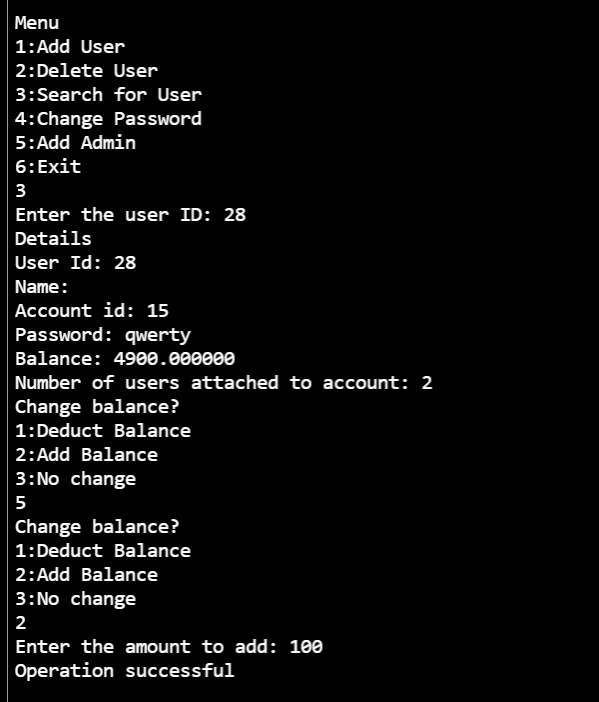 Menu
1:Add User
2:Delete User
3:Search for User
4:Change Password
5:Add Admin
6:Exit
3
Enter the user ID: 28
Details
User Id: 28
Name:
Account id: 15
Password: qwerty
Balance: 4900.000000
Number of users attached to account: 2
Change balance?
1:Deduct Balance
2:Add Balance
3:No change
5
Change balance?
1:Deduct Balance
2:Add Balance
3:No change
2
Enter the amount to add: 100
Operation successful